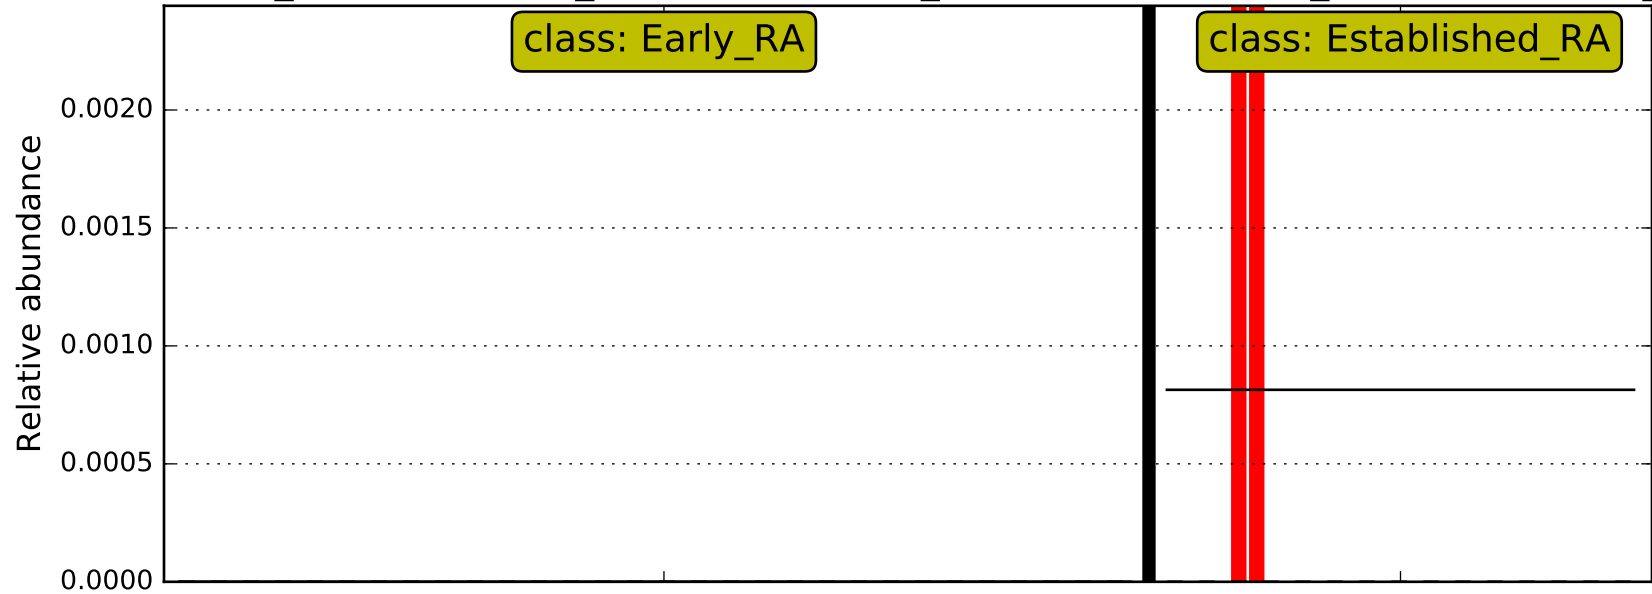 class: Early_RA
class: Established_RA
Relative abundance
0.0020
0.0015
0.0010
0.0005
0.0000